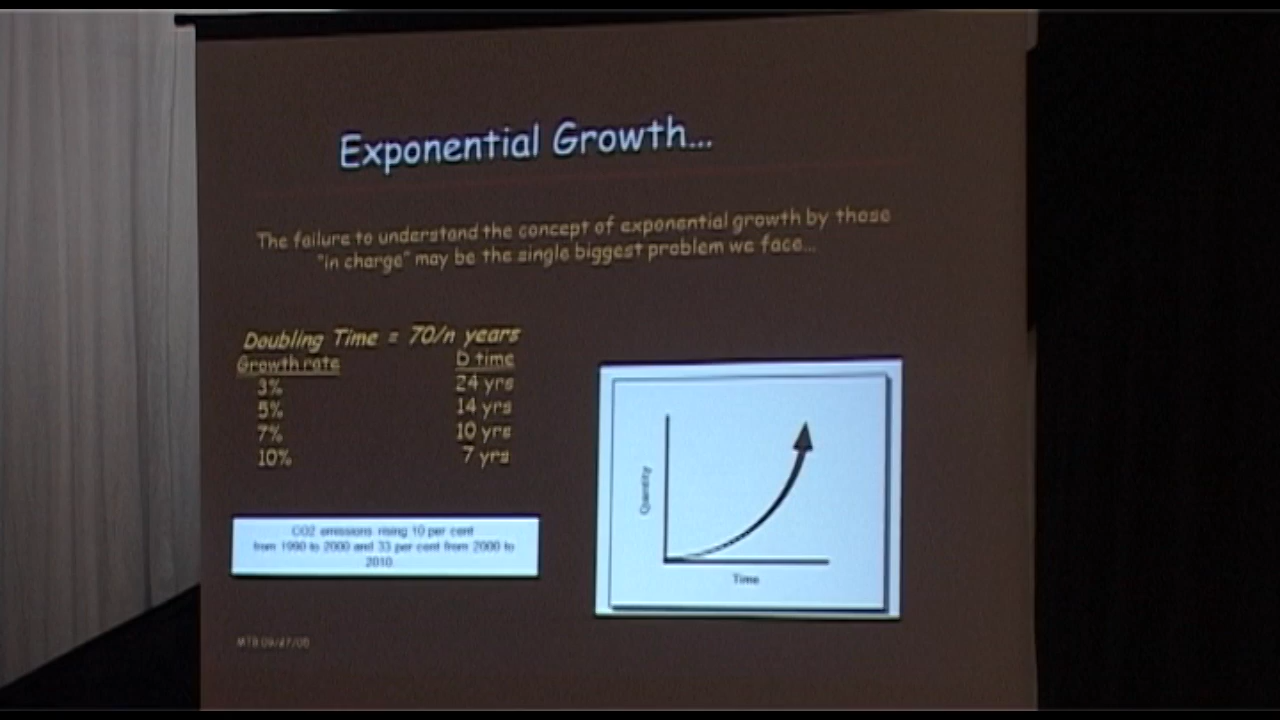 Exponential Growth...
The failure to understand the concept of exponential growth by those
"in charge" may be the single biggest problem we face...
Doubling Time = 70/n years
Growth rate D time
3% 24 yrs
5% 14 yrs
7% 10 yrs
10% 7 yrs
CO2 emissions rising 10 per cent
from 1990 to 2000 and 33 per cent from 2000 to
2010
Quantity
Time